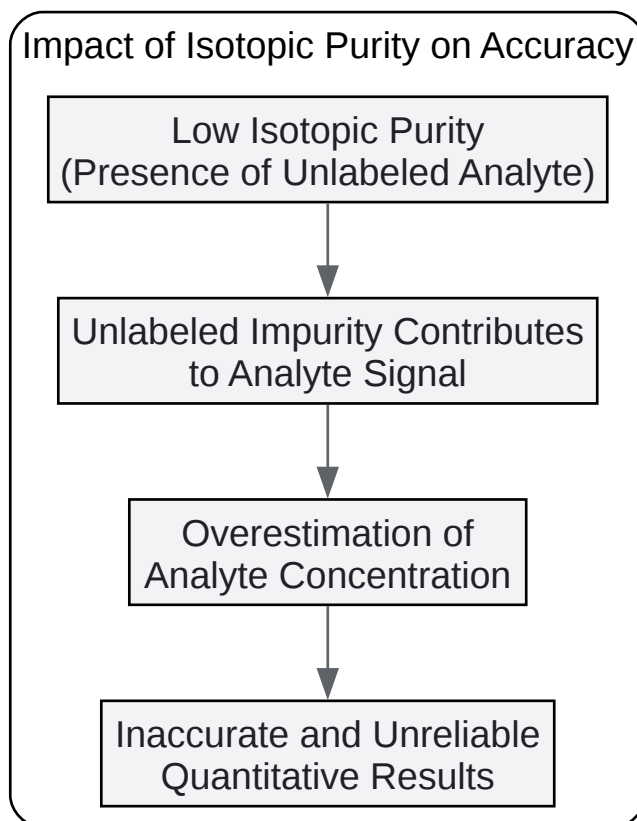 Impact of Isotopic Purity on Accuracy
Low Isotopic Purity
(Presence of Unlabeled Analyte)
Unlabeled Impurity Contributes
to Analyte Signal
Overestimation of
Analyte Concentration
Inaccurate and Unreliable
Quantitative Results